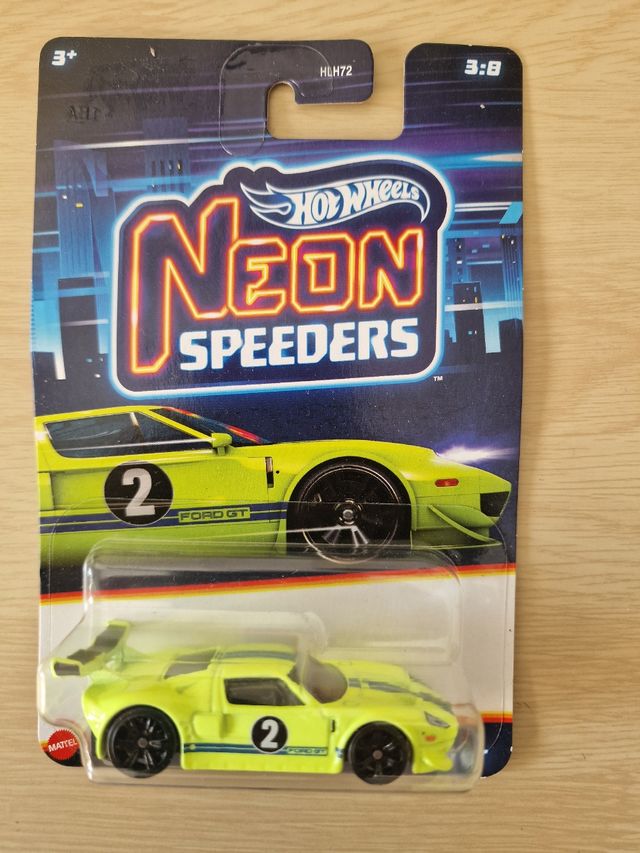 3+
HLH72
3:8
HOT WHEELS
NEON
SPEEDERS
™
2
FORD GT
2
FORD GT
MATTEL